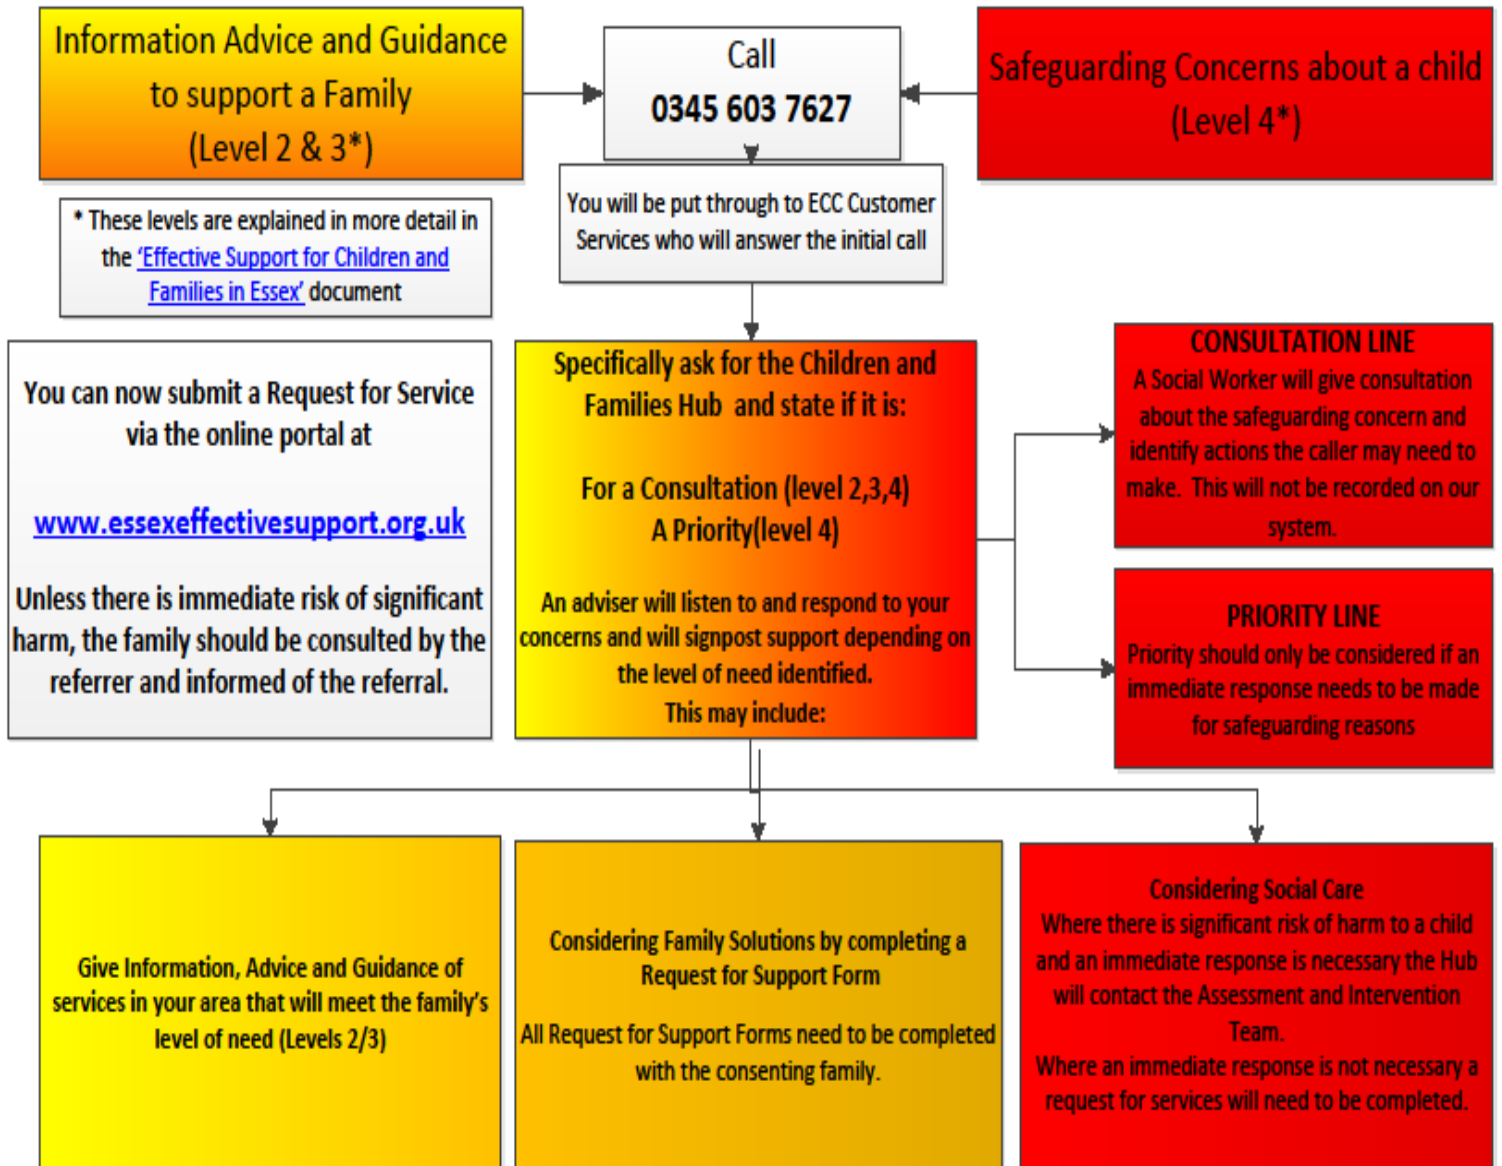 Information Advice and Guidance
to support a Family
(Level 2 & 3*)
Call
0345 603 7627
Safeguarding Concerns about a child
(Level 4*)
* These levels are explained in more detail in
the ‘Effective Support for Children and
Families in Essex’ document
You will be put through to ECC Customer
Services who will answer the initial call
You can now submit a Request for Service
via the online portal at
www.essexeffectivesupport.org.uk
Unless there is immediate risk of significant
harm, the family should be consulted by the
referrer and informed of the referral.
Specifically ask for the Children and
Families Hub and state if it is:
For a Consultation (level 2,3,4)
A Priority(level 4)
An adviser will listen to and respond to your
concerns and will signpost support depending on
the level of need identified.
This may include:
CONSULTATION LINE
A Social Worker will give consultation
about the safeguarding concern and
identify actions the caller may need to
make. This will not be recorded on our
system.
PRIORITY LINE
Priority should only be considered if an
immediate response needs to be made
for safeguarding reasons
Give Information, Advice and Guidance of
services in your area that will meet the family’s
level of need (Levels 2/3)
Considering Family Solutions by completing a
Request for Support Form
All Request for Support Forms need to be completed
with the consenting family.
Considering Social Care
Where there is significant risk of harm to a child
and an immediate response is necessary the Hub
will contact the Assessment and Intervention
Team.
Where an immediate response is not necessary a
request for services will need to be completed.